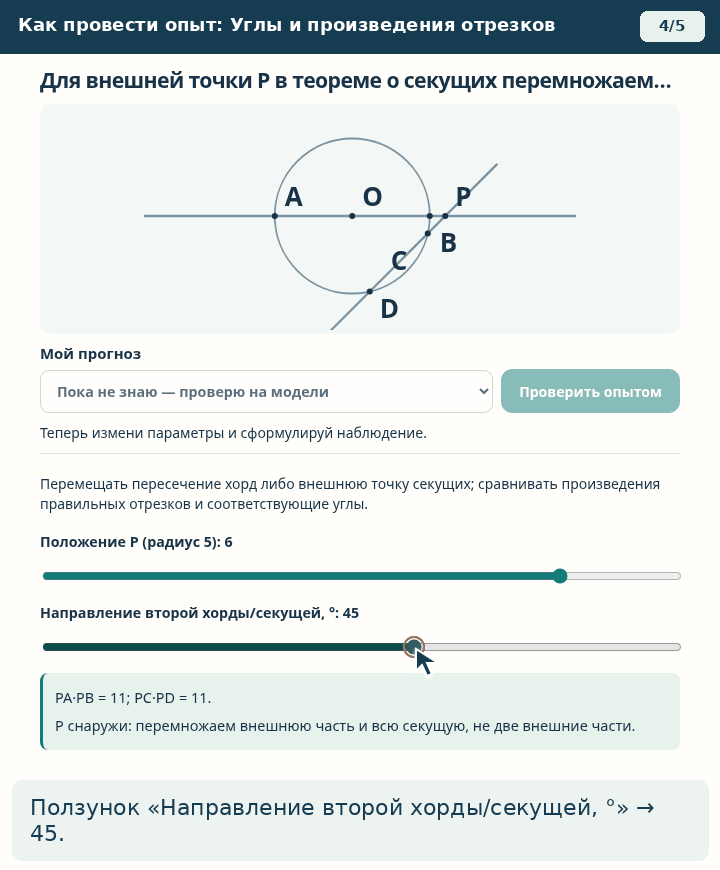 Как провести опыт: Углы и произведения отрезков
4/5
Для внешней точки P в теореме о секущих перемножаем…
A
O
P
B
C
D
Мой прогноз
Пока не знаю — проверю на модели
Проверить опытом
Теперь измени параметры и сформулируй наблюдение.
Перемещать пересечение хорд либо внешнюю точку секущих; сравнивать произведения
правильных отрезков и соответствующие углы.
Положение P (радиус 5): 6
Направление второй хорды/секущей, °: 45
PA·PB = 11; PC·PD = 11.
P снаружи: перемножаем внешнюю часть и всю секущую, не две внешние части.
Ползунок «Направление второй хорды/секущей, °» →
45.